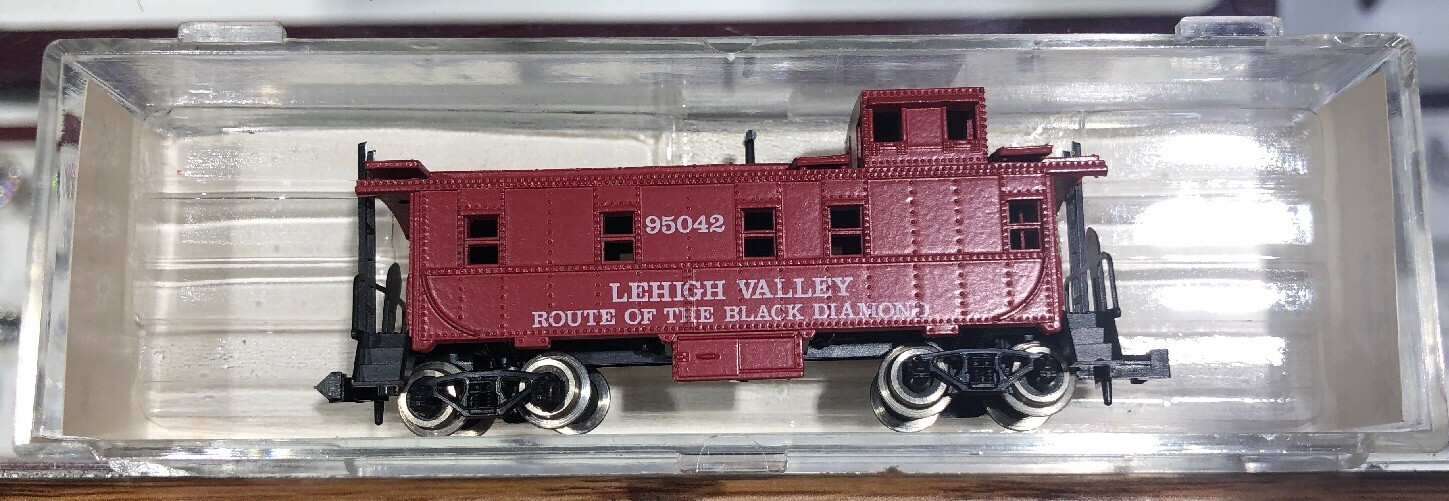 95042
LEHIGH VALLEY
ROUTE OF THE BLACK DIAMOND